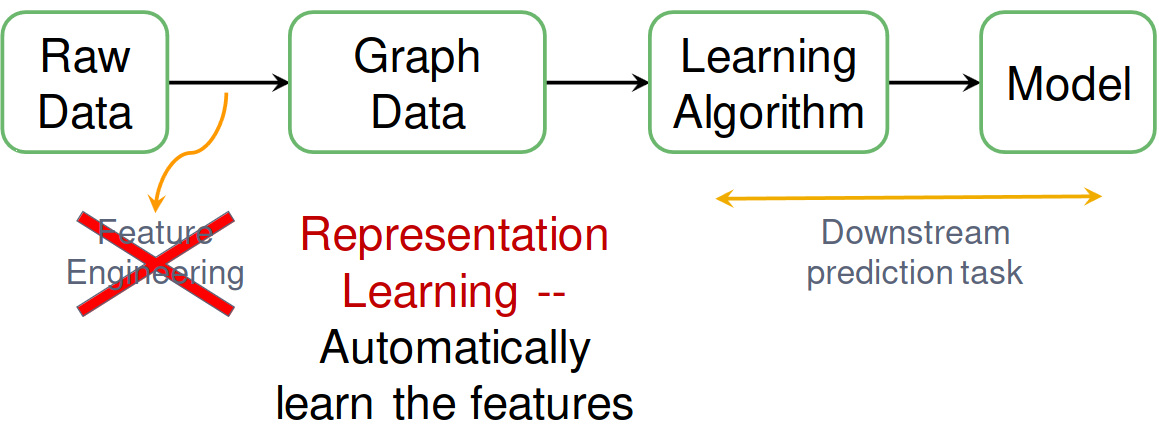 Raw
Data
Graph
Data
Learning
Algorithm
Model
Feature
Engineering
Representation
Learning --
Automatically
learn the features
Downstream
prediction task